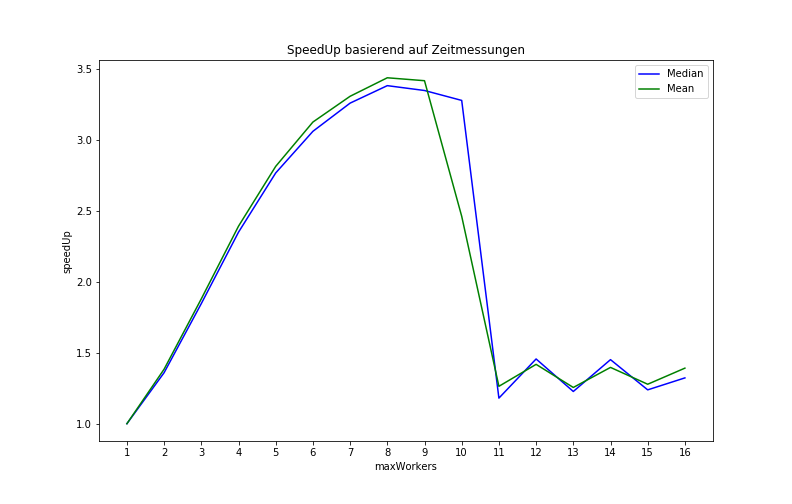 SpeedUp basierend auf Zeitmessungen
Median
Mean
3.5
3.0
2.5
2.0
1.5
1.0
speedUp
1 2 3 4 5 6 7 8 9 10 11 12 13 14 15 16
maxWorkers